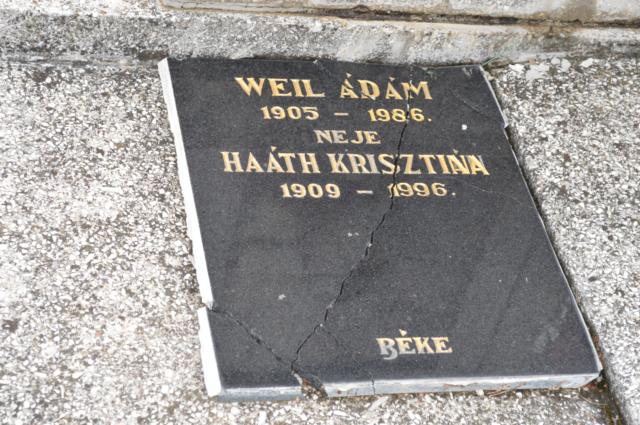 WEIL ÁDÁM
1905 – 1986.
NEJE
HAÁTH KRISZTINA
1909 – 1996.
BÉKE